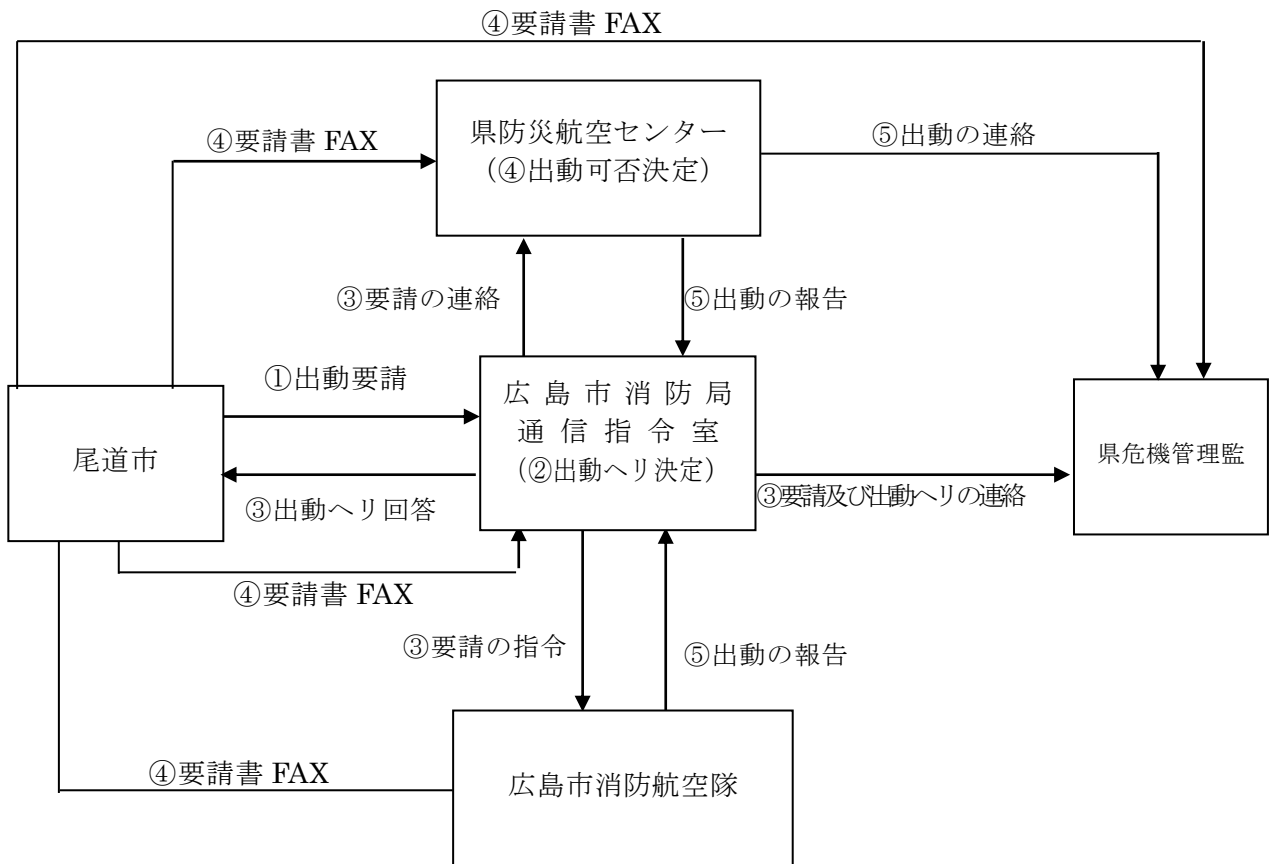 ④要請書 FAX
県防災航空センター
(④出動可否決定)
④要請書 FAX
⑤出動の連絡
③要請の連絡
⑤出動の報告
①出動要請
広島市消防局
通信指令室
(②出動ヘリ決定)
尾道市
県危機管理監
③出動ヘリ回答
③要請及び出動ヘリの連絡
④要請書 FAX
③要請の指令
⑤出動の報告
④要請書 FAX
広島市消防航空隊